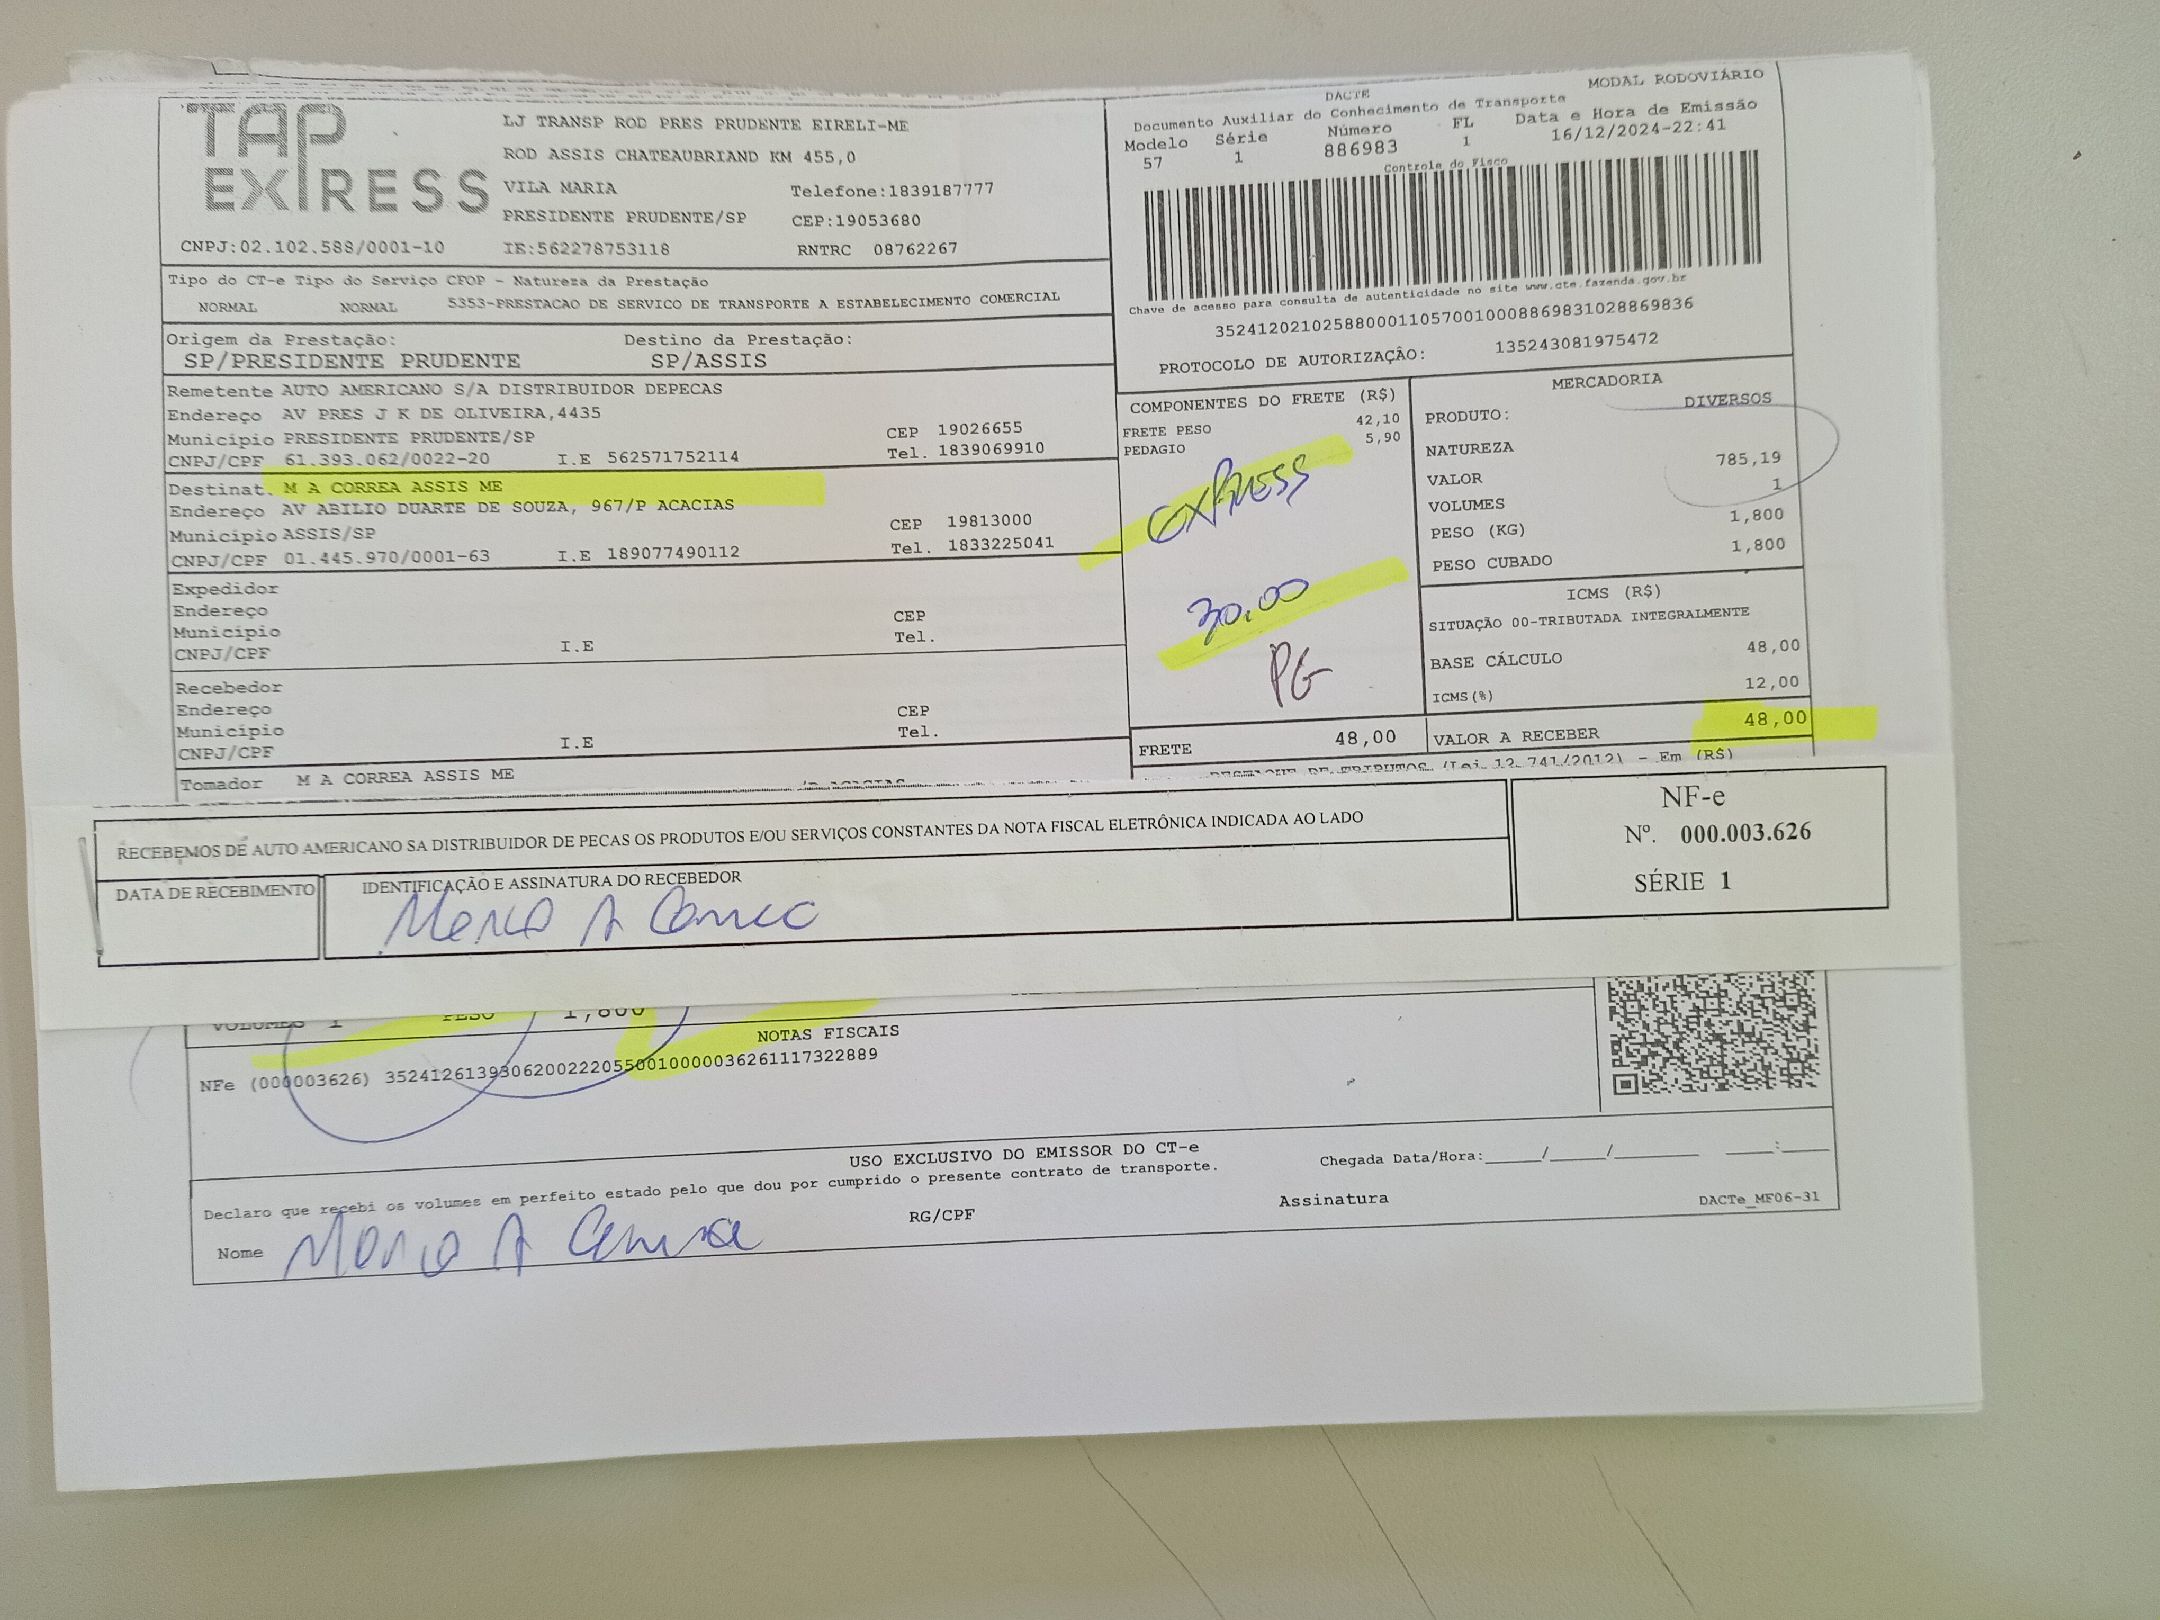 TAP
EXPRESS
LJ TRANSP ROD PRES PRUDENTE EIRELI-ME
ROD ASSIS CHATEAUBRIAND KM 455,0
VILA MARIA Telefone:1839187777
PRESIDENTE PRUDENTE/SP CEP:19053680
CNPJ:02.102.588/0001-10 IE:562278753118 RNTRC 08762267
DACTE MODAL RODOVIÁRIO
Documento Auxiliar do Conhecimento de Transporte
Modelo Série Número FL Data e Hora de Emissão
57 1 886983 1 16/12/2024-22:41
Controle do Fisco
Chave de acesso para consulta de autenticidade no site www.cte.fazenda.gov.br
35241202102588000110570010008869831028869836
PROTOCOLO DE AUTORIZAÇÃO: 135243081975472
Tipo do CT-e Tipo do Serviço CFOP - Natureza da Prestação
NORMAL NORMAL 5353-PRESTACAO DE SERVICO DE TRANSPORTE A ESTABELECIMENTO COMERCIAL
Origem da Prestação: Destino da Prestação:
SP/PRESIDENTE PRUDENTE SP/ASSIS
Remetente AUTO AMERICANO S/A DISTRIBUIDOR DEPECAS
Endereço AV PRES J K DE OLIVEIRA,4435
Município PRESIDENTE PRUDENTE/SP CEP 19026655
CNPJ/CPF 61.393.062/0022-20 I.E 562571752114 Tel. 1839069910
Destinat. M A CORREA ASSIS ME
Endereço AV ABILIO DUARTE DE SOUZA, 967/P ACACIAS
Município ASSIS/SP CEP 19813000
CNPJ/CPF 01.445.970/0001-63 I.E 189077490112 Tel. 1833225041
Expedidor
Endereço
Município CEP
CNPJ/CPF I.E Tel.
Recebedor
Endereço
Município CEP
CNPJ/CPF I.E Tel.
Tomador M A CORREA ASSIS ME
COMPONENTES DO FRETE (R$)
FRETE PESO 42,10
PEDAGIO 5,90
EXPRESS
30,00
PG
FRETE 48,00
MERCADORIA
PRODUTO: DIVERSOS
NATUREZA
VALOR 785,19
VOLUMES 1
PESO (KG) 1,800
PESO CUBADO 1,800
ICMS (R$)
SITUAÇÃO 00-TRIBUTADA INTEGRALMENTE
BASE CÁLCULO 48,00
ICMS(%) 12,00
VALOR A RECEBER 48,00
DESTAQUE DE TRIBUTOS (Lei 12.741/2012) - Em (R$)
RECEBEMOS DE AUTO AMERICANO SA DISTRIBUIDOR DE PECAS OS PRODUTOS E/OU SERVIÇOS CONSTANTES DA NOTA FISCAL ELETRÔNICA INDICADA AO LADO
DATA DE RECEBIMENTO IDENTIFICAÇÃO E ASSINATURA DO RECEBEDOR
NF-e
Nº. 000.003.626
SÉRIE 1
VOLUMES 1 PESO 1,800
NOTAS FISCAIS
NFe (000003626) 35241261393062002220550010000036261117322889
USO EXCLUSIVO DO EMISSOR DO CT-e
Declaro que recebi os volumes em perfeito estado pelo que dou por cumprido o presente contrato de transporte.
Chegada Data/Hora:_____/_____/_______ ____:____
Nome RG/CPF Assinatura
DACTe_MF06-31